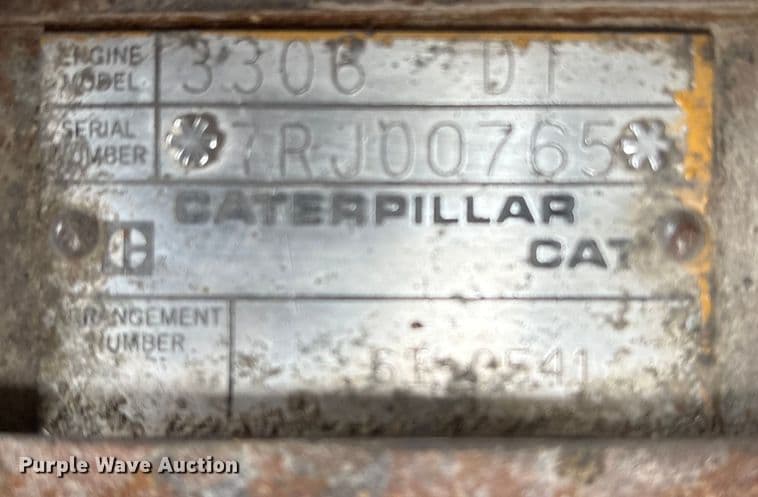 ENGINE MODEL 3306 DT
SERIAL NUMBER 7RJ00765
CATERPILLAR
CAT
ARRANGEMENT NUMBER
Purple Wave Auction